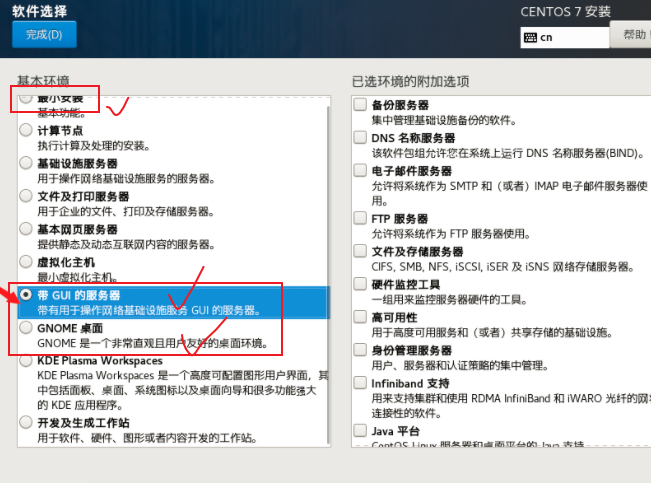 软件选择
CENTOS 7 安装
完成(D)
cn
帮助！
基本环境
已选环境的附加选项
最小安装
基本功能。
计算节点
执行计算及处理的安装。
基础设施服务器
用于操作网络基础设施服务的服务器。
文件及打印服务器
用于企业的文件、打印及存储服务器。
基本网页服务器
提供静态及动态互联网内容的服务器。
虚拟化主机
最小虚拟化主机。
带 GUI 的服务器
带有用于操作网络基础设施服务 GUI 的服务器。
GNOME 桌面
GNOME 是一个非常直观且用户友好的桌面环境。
KDE Plasma Workspaces
KDE Plasma Workspaces 是一个高度可配置图形用户界面，其
中包括面板、桌面、系统图标以及桌面向导和很多功能强大
的 KDE 应用程序。
开发及生成工作站
用于软件、硬件、图形或者内容开发的工作站。
备份服务器
集中管理基础设施备份的软件。
DNS 名称服务器
该软件包组允许您在系统上运行 DNS 名称服务器(BIND)。
电子邮件服务器
允许将系统作为 SMTP 和（或者）IMAP 电子邮件服务器使
用。
FTP 服务器
允许将系统作为 FTP 服务器使用。
文件及存储服务器
CIFS, SMB, NFS, iSCSI, iSER 及 iSNS 网络存储服务器。
硬件监控工具
一组用来监控服务器硬件的工具。
高可用性
用于高可用服务和（或者）共享存储的基础设施。
身份管理服务器
用户、服务器和认证策略的集中管理。
Infiniband 支持
用来支持集群和使用 RDMA InfiniBand 和 iWARO 光纤的网
连接性的软件。
Java 平台
CentOS Linux 服务器和桌面平台的 Java 支持